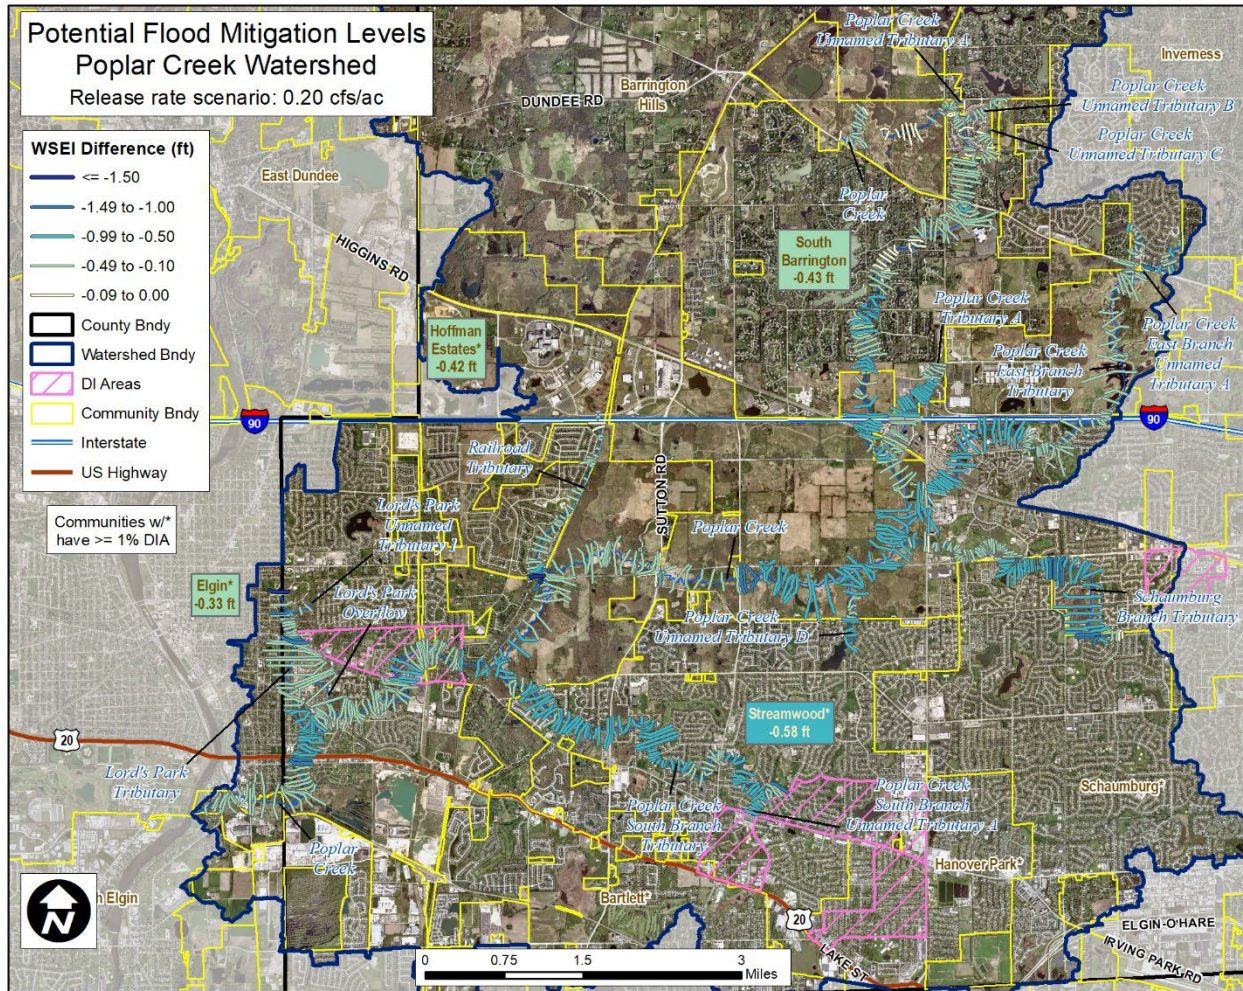 Potential Flood Mitigation Levels
Poplar Creek Watershed
Release rate scenario: 0.20 cfs/ac
WSEl Difference (ft)
<= -1.50
-1.49 to -1.00
-0.99 to -0.50
-0.49 to -0.10
-0.09 to 0.00
County Bndy
Watershed Bndy
DI Areas
Community Bndy
Interstate
US Highway
Communities w/*
have >= 1% DIA
Poplar Creek
Unnamed Tributary A
Inverness
Barrington
Hills
DUNDEE RD
Poplar Creek
Unnamed Tributary B
Poplar Creek
Unnamed Tributary C
East Dundee
Poplar
Creek
HIGGINS RD
South
Barrington
-0.43 ft
Poplar Creek
Tributary A
Hoffman
Estates*
-0.42 ft
Poplar Creek
East Branch
Tributary
Poplar Creek
East Branch
Unnamed
Tributary A
90
90
Railroad
Tributary
SUTTON RD
Lord's Park
Unnamed
Tributary 1
Poplar Creek
Elgin*
-0.33 ft
Lord's Park
Overflow
Schaumburg
Branch Tributary
Poplar Creek
Unnamed Tributary D
Streamwood*
-0.58 ft
20
Lord's Park
Tributary
Poplar Creek
South Branch
Tributary
Poplar Creek
South Branch
Unnamed Tributary A
Schaumburg*
Poplar
Creek
Hanover Park*
Bartlett*
N
h Elgin
20
LAKE ST
ELGIN-O'HARE
IRVING PARK RD
0 0.75 1.5 3
Miles